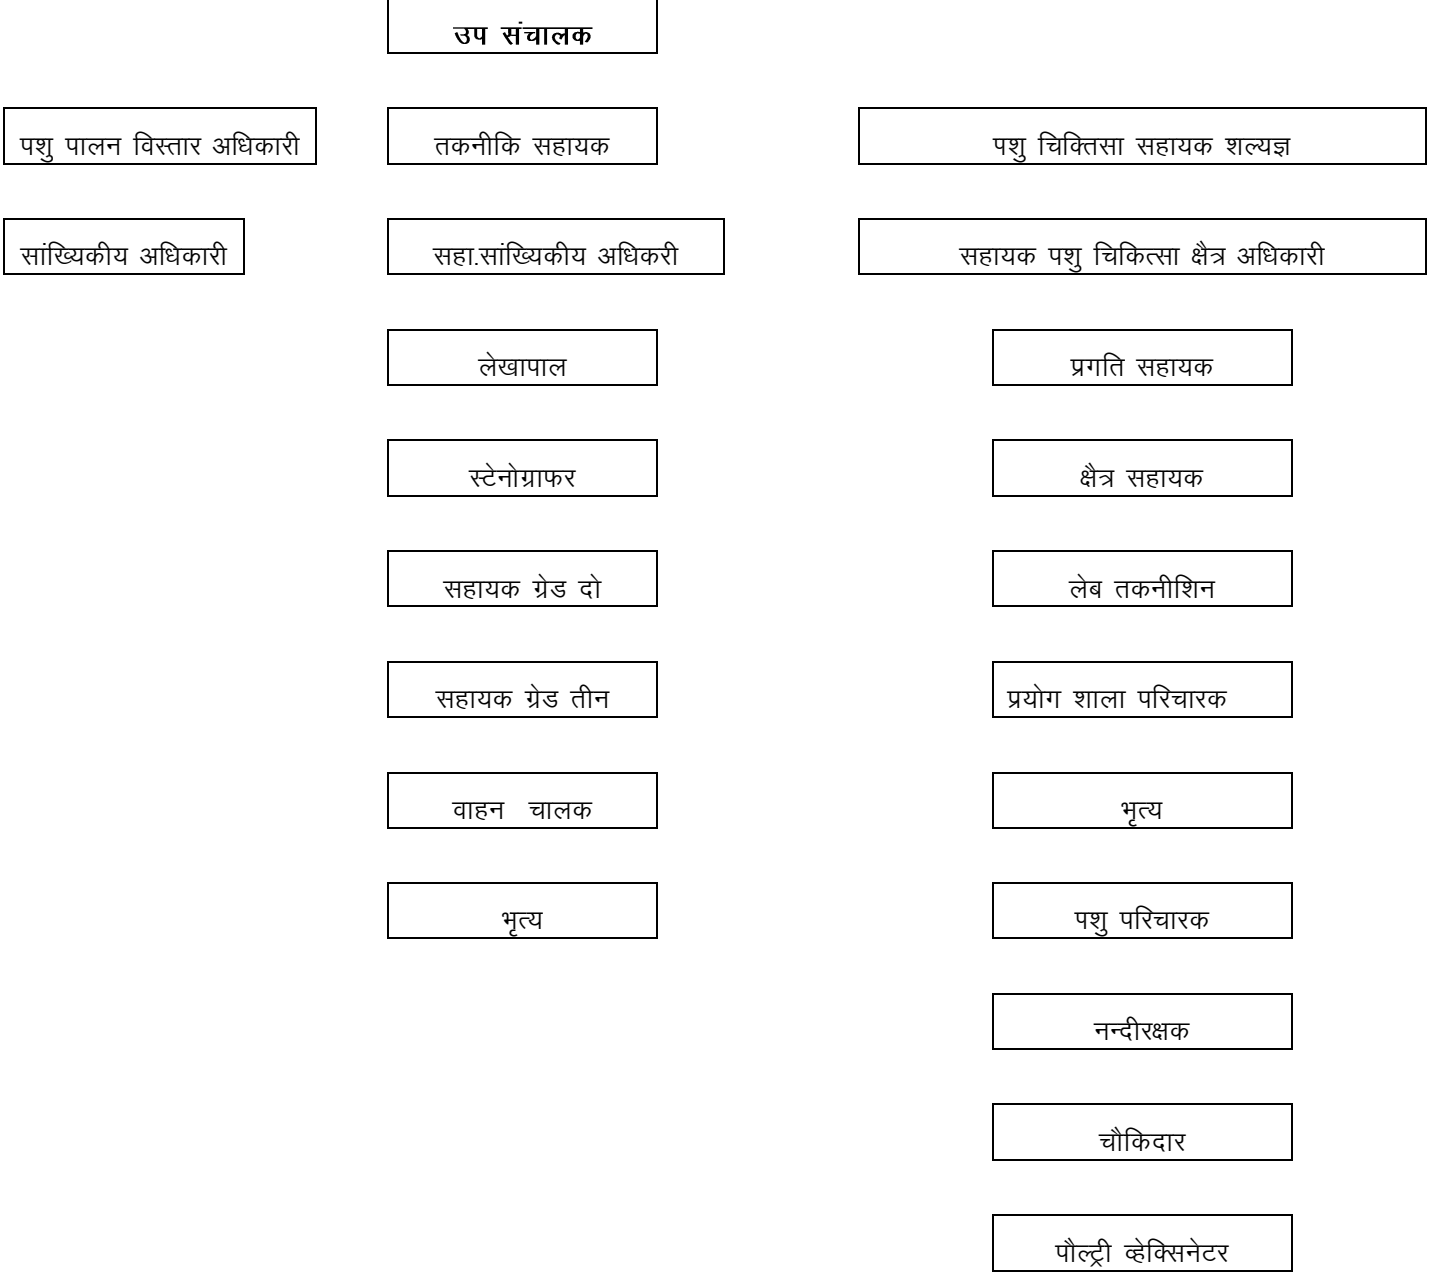 उप संचालक
पशु पालन विस्तार अधिकारी
तकनीकि सहायक
पशु चिक्तिसा सहायक शल्यज्ञ
सांख्यिकीय अधिकारी
सहा.सांख्यिकीय अधिकरी
सहायक पशु चिकित्सा क्षैत्र अधिकारी
लेखापाल
प्रगति सहायक
स्टेनोग्राफर
क्षैत्र सहायक
सहायक ग्रेड दो
लेब तकनीशिन
सहायक ग्रेड तीन
प्रयोग शाला परिचारक
वाहन चालक
भृत्य
भृत्य
पशु परिचारक
नन्दीरक्षक
चौकिदार
पौल्ट्री व्हेक्सिनेटर